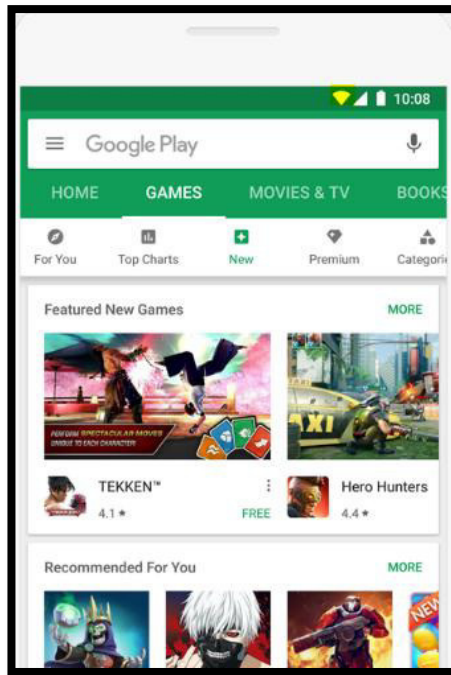 10:08
Google Play
HOME GAMES MOVIES & TV BOOKS
For You Top Charts New Premium Categorie
Featured New Games MORE
PERFORM SPECTACULAR MOVES
UNIQUE TO EACH CHARACTER!
TAXI
TEKKEN™ Hero Hunters
4.1 FREE 4.4
Recommended For You MORE
NEW